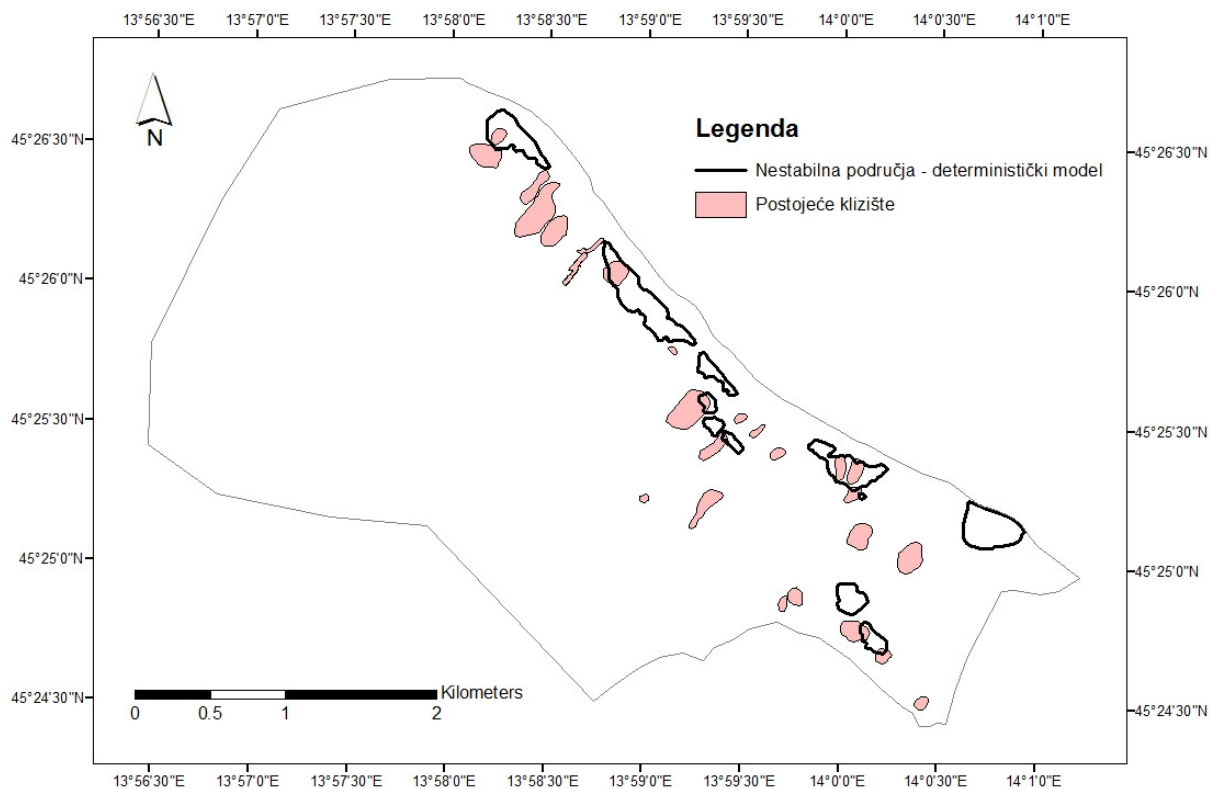 13°56'30"E 13°57'0"E 13°57'30"E 13°58'0"E 13°58'30"E 13°59'0"E 13°59'30"E 14°0'0"E 14°0'30"E 14°1'0"E
N
Legenda
45°26'30"N 45°26'30"N
Nestabilna područja - deterministički model
Postojeće klizište
45°26'0"N 45°26'0"N
45°25'30"N 45°25'30"N
45°25'0"N 45°25'0"N
45°24'30"N 45°24'30"N
Kilometers
0 0.5 1 2
13°56'30"E 13°57'0"E 13°57'30"E 13°58'0"E 13°58'30"E 13°59'0"E 13°59'30"E 14°0'0"E 14°0'30"E 14°1'0"E